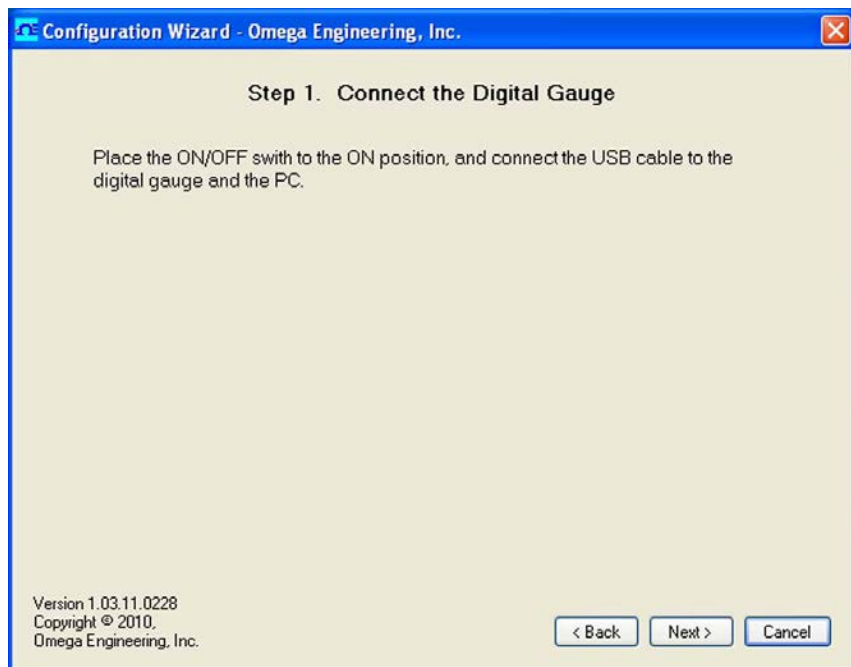 Configuration Wizard - Omega Engineering, Inc.
Step 1. Connect the Digital Gauge
Place the ON/OFF swith to the ON position, and connect the USB cable to the
digital gauge and the PC.
Version 1.03.11.0228
Copyright © 2010,
Omega Engineering, Inc.
< Back
Next >
Cancel